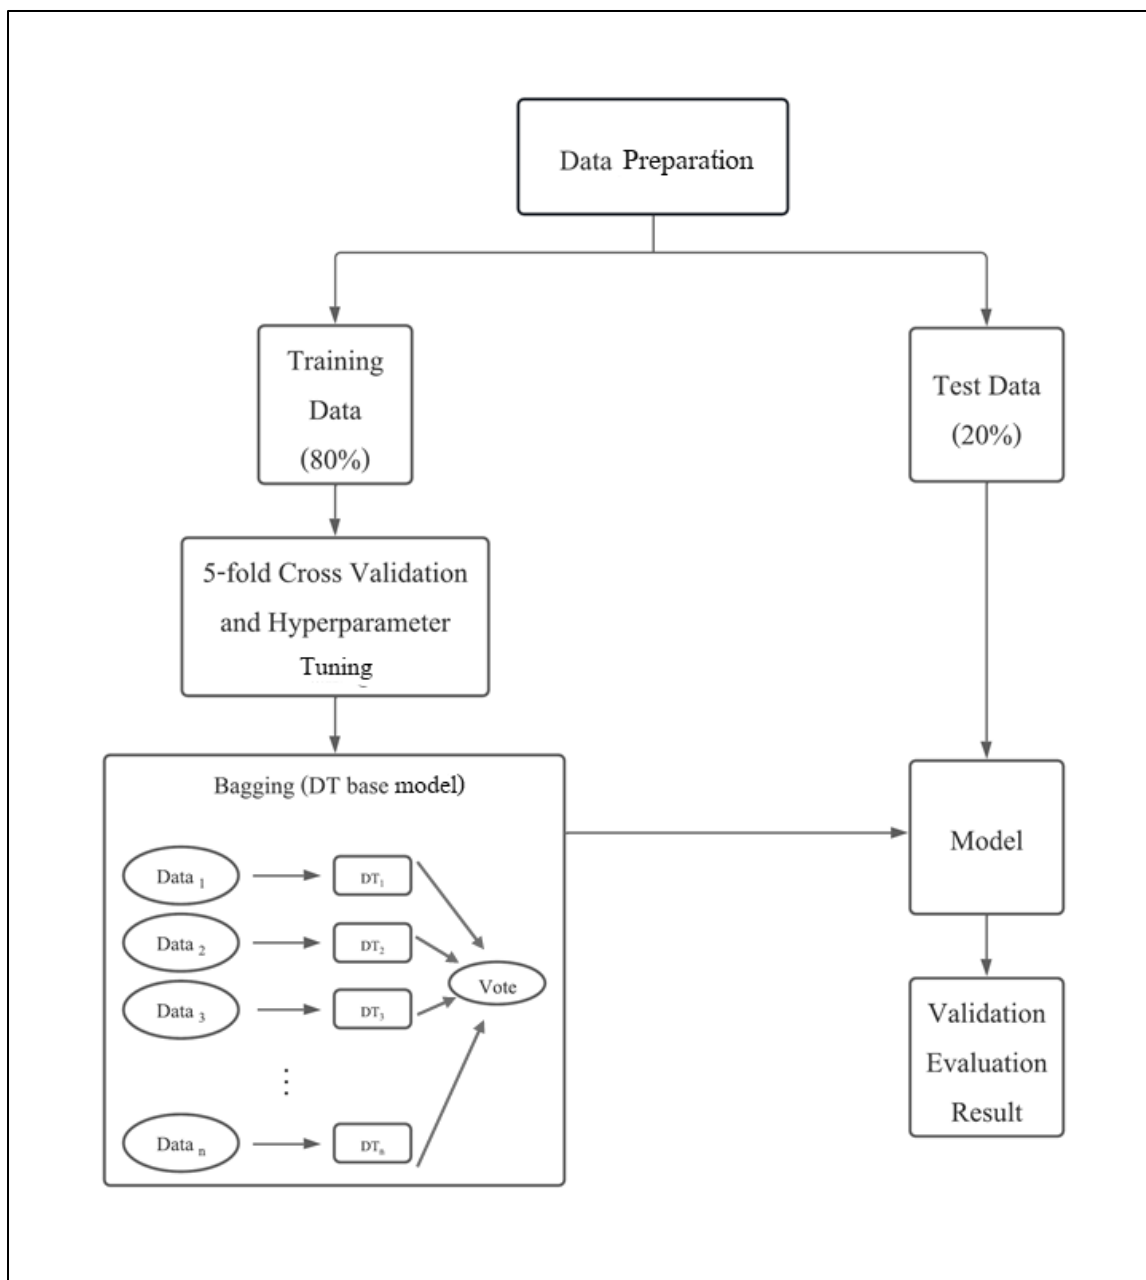 Data Preparation
Training
Data
(80%)
Test Data
(20%)
5-fold Cross Validation
and Hyperparameter
Tuning
Bagging (DT base model)
Data 1
DT1
Data 2
DT2
Data 3
DT3
Vote
⋮
Data n
DTn
Model
Validation
Evaluation
Result